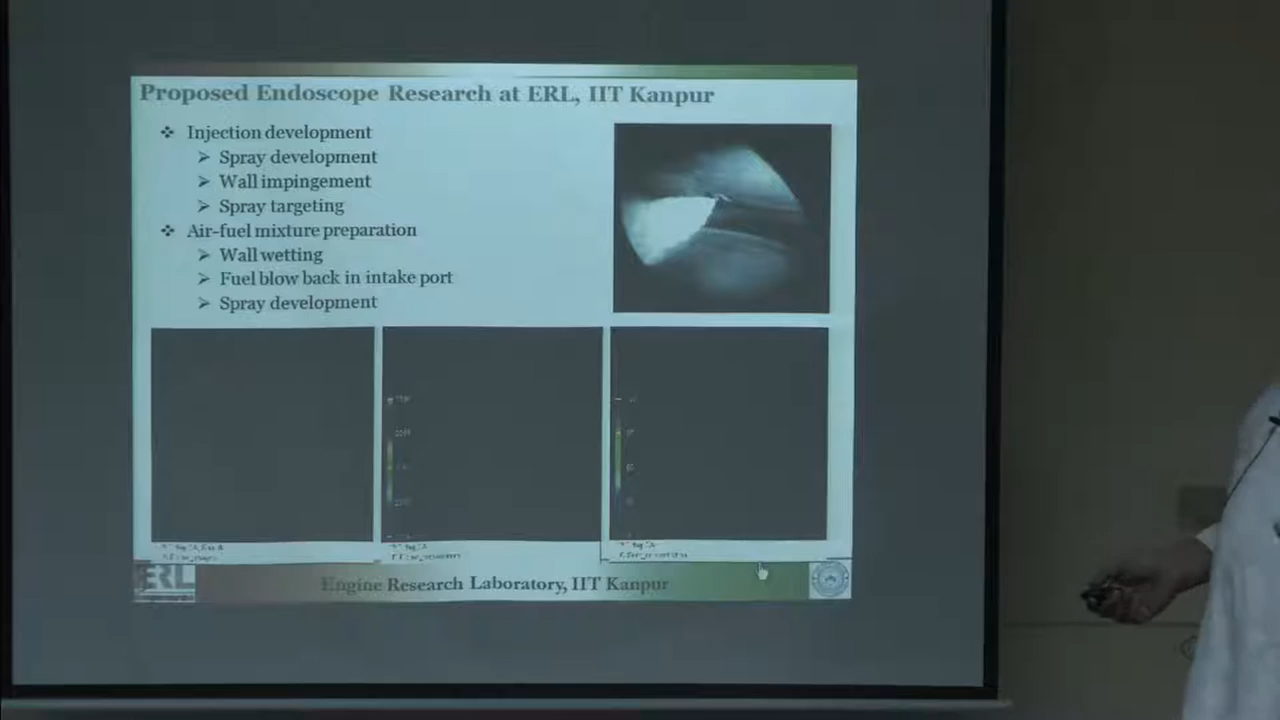 Proposed Endoscope Research at ERL, IIT Kanpur
Injection development
Spray development
Wall impingement
Spray targeting
Air-fuel mixture preparation
Wall wetting
Fuel blow back in intake port
Spray development
ERL
Engine Research Laboratory, IIT Kanpur